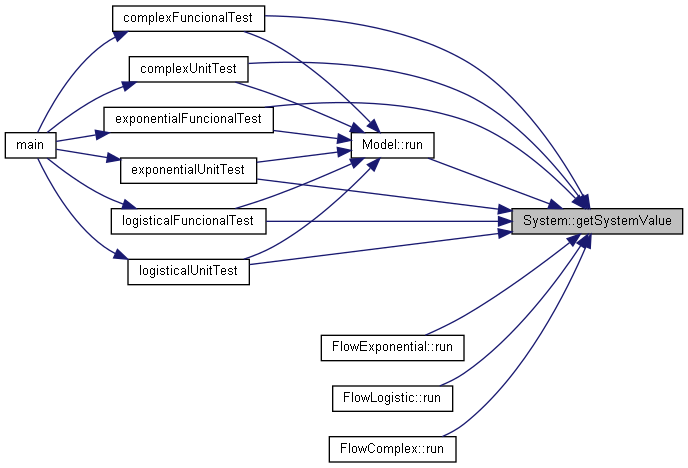 complexFuncionalTest
complexUnitTest
exponentialFuncionalTest
main
Model::run
exponentialUnitTest
logisticalFuncionalTest
System::getSystemValue
logisticalUnitTest
FlowExponential::run
FlowLogistic::run
FlowComplex::run